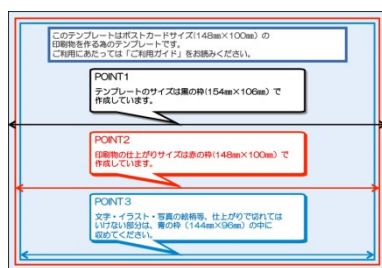 このテンプレートはポストカードサイズ(148㎜×100㎜)の
印刷物を作る為のテンプレートです。
ご利用にあたっては「ご利用ガイド」をお読みください。
POINT1
テンプレートのサイズは黒の枠(154㎜×106㎜)で
作成しています。
POINT2
印刷物の仕上がりサイズは赤の枠(148㎜×100㎜)で
作成しています。
POINT3
文字・イラスト・写真の絵柄等、仕上がりで切れては
いけない部分は、青の枠(144㎜×96㎜)の中に
収めてください。